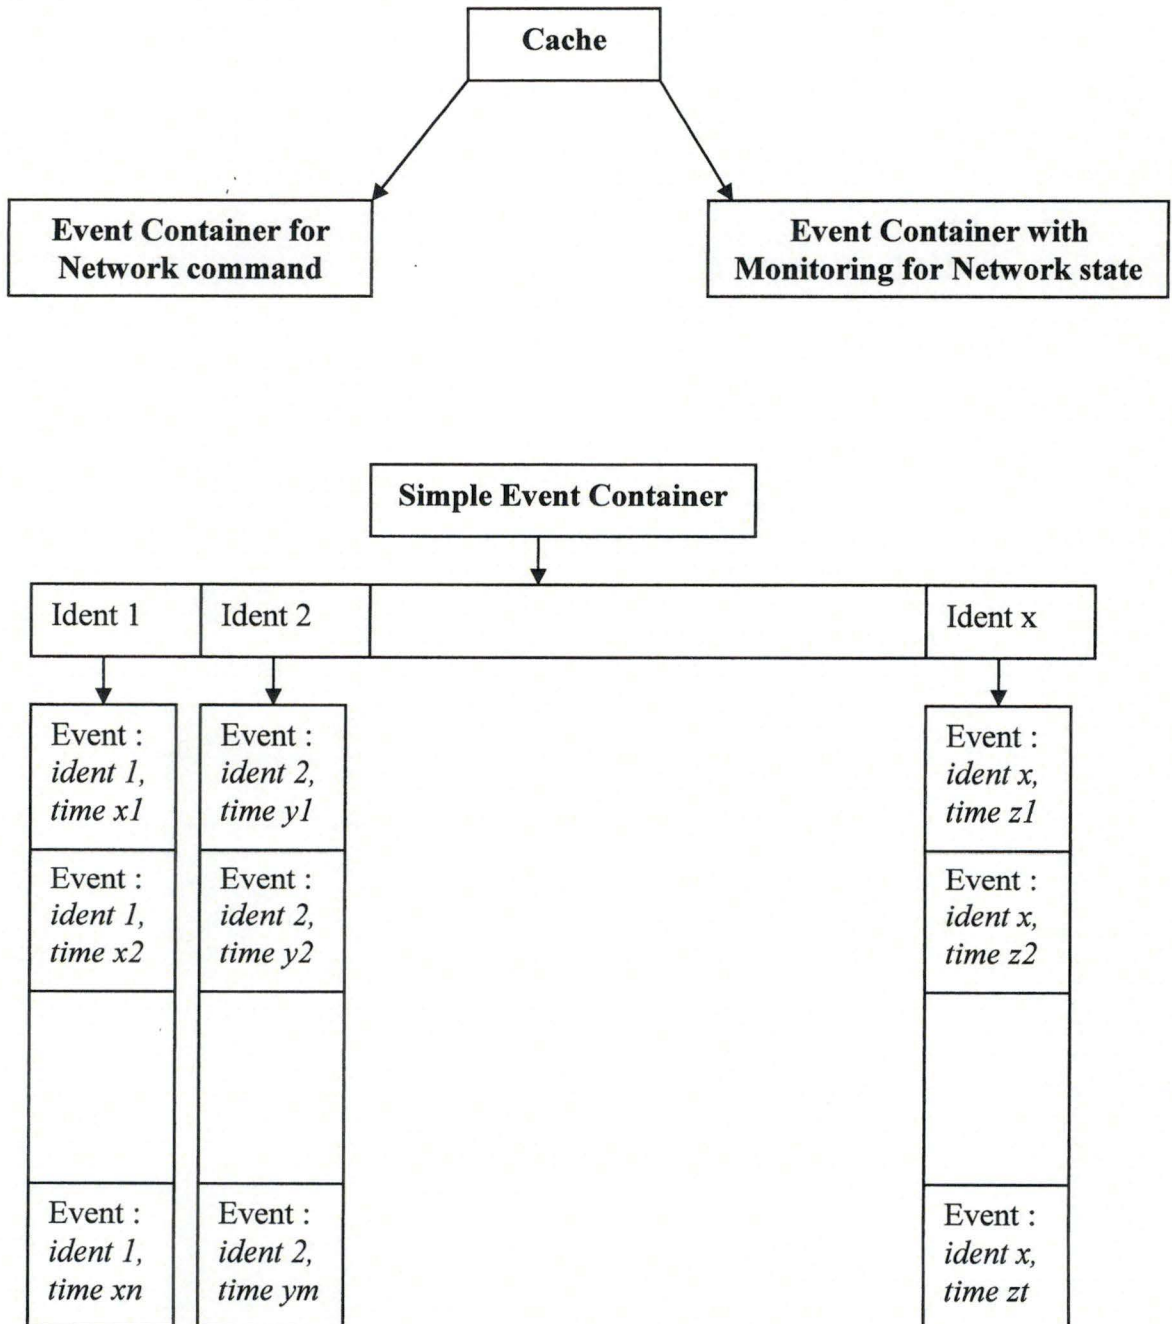 Cache
Event Container for
Network command
Event Container with
Monitoring for Network state
Simple Event Container
Ident 1
Ident 2
Ident x
Event :
ident 1,
time x1
Event :
ident 2,
time y1
Event :
ident x,
time z1
Event :
ident 1,
time x2
Event :
ident 2,
time y2
Event :
ident x,
time z2
Event :
ident 1,
time xn
Event :
ident 2,
time ym
Event :
ident x,
time zt